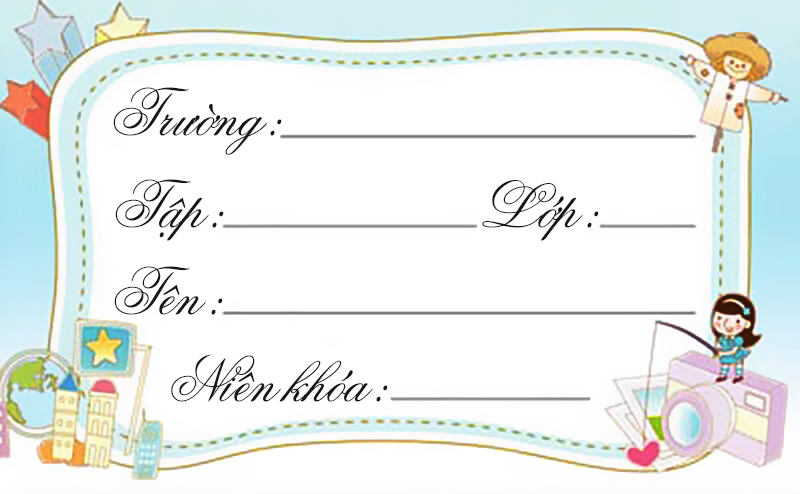 Trường :
Tập : Lớp :
Tên :
Niên khóa :